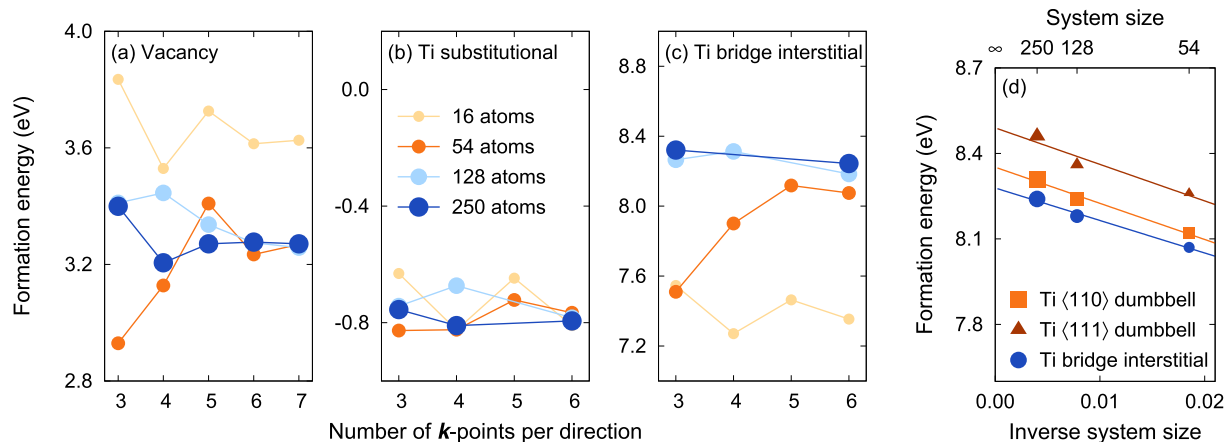 System size
∞ 250 128 54
4.0
3.6
3.2
2.8
Formation energy (eV)
(a) Vacancy
3 4 5 6 7
0.0
-0.4
-0.8
(b) Ti substitutional
16 atoms
54 atoms
128 atoms
250 atoms
3 4 5 6
8.8
8.4
8.0
7.6
7.2
(c) Ti bridge interstitial
3 4 5 6
Number of k-points per direction
8.7
8.4
8.1
7.8
Formation energy (eV)
(d)
Ti ⟨110⟩ dumbbell
Ti ⟨111⟩ dumbbell
Ti bridge interstitial
0.00 0.01 0.02
Inverse system size